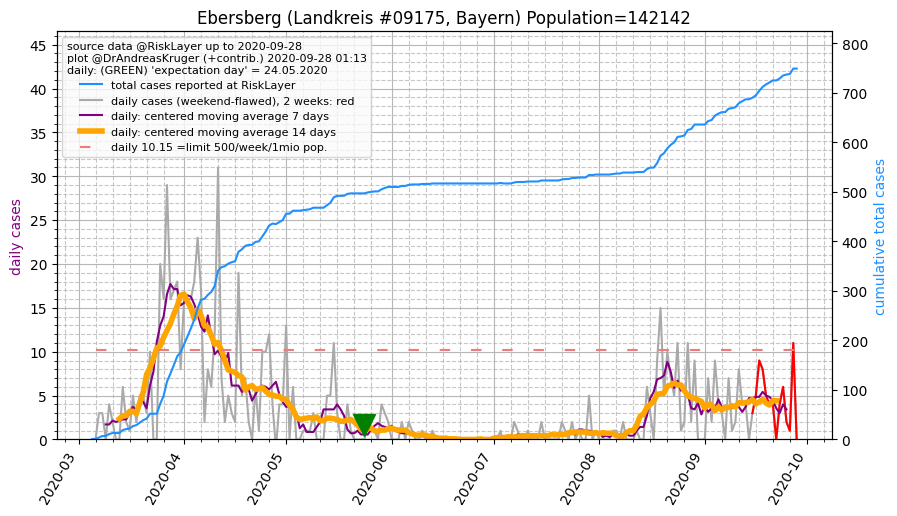 Ebersberg (Landkreis #09175, Bayern) Population=142142
source data @RiskLayer up to 2020-09-28
plot @DrAndreasKruger (+contrib.) 2020-09-28 01:13
daily: (GREEN) 'expectation day' = 24.05.2020
total cases reported at RiskLayer
daily cases (weekend-flawed), 2 weeks: red
daily: centered moving average 7 days
daily: centered moving average 14 days
daily 10.15 =limit 500/week/1mio pop.
daily cases
45
40
35
30
25
20
15
10
5
0
800
700
600
500
400
300
200
100
0
cumulative total cases
2020-03
2020-04
2020-05
2020-06
2020-07
2020-08
2020-09
2020-10